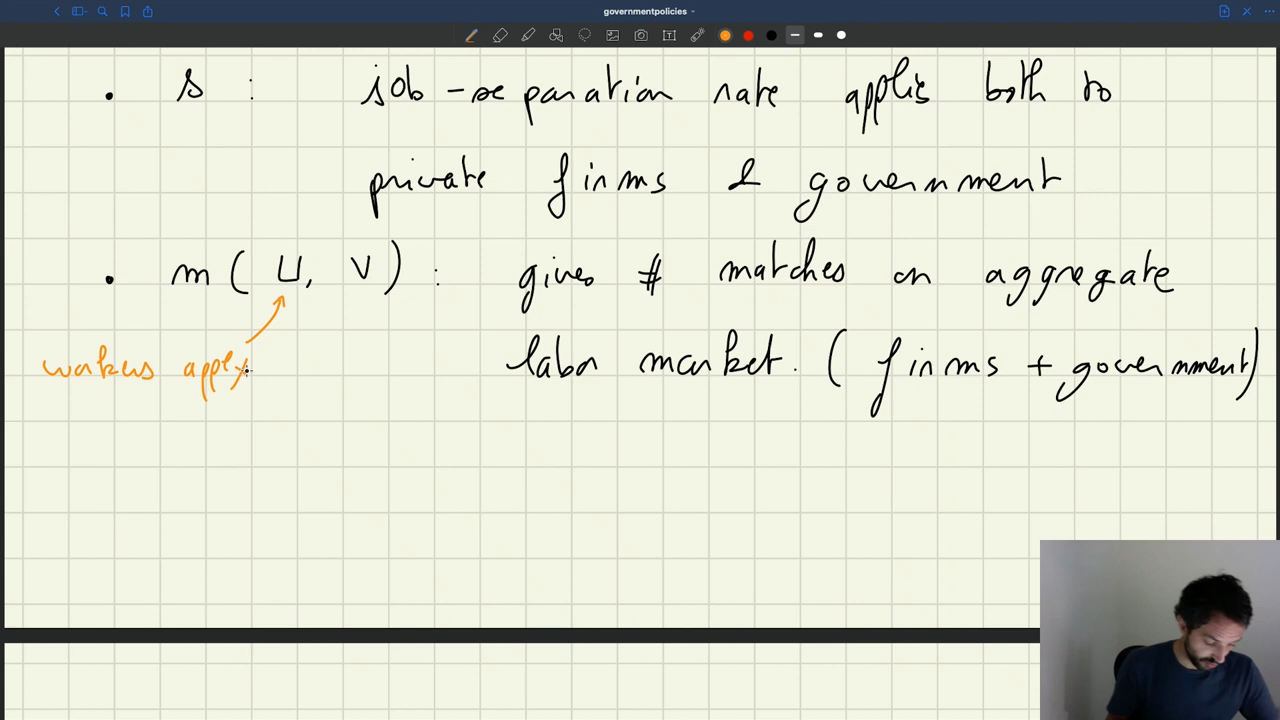 governmentpolicies
• s : job-separation rate applies both to
private firms & government
• m ( U, V ) : gives # matches on aggregate
labor market. ( firms + government)
workers apply